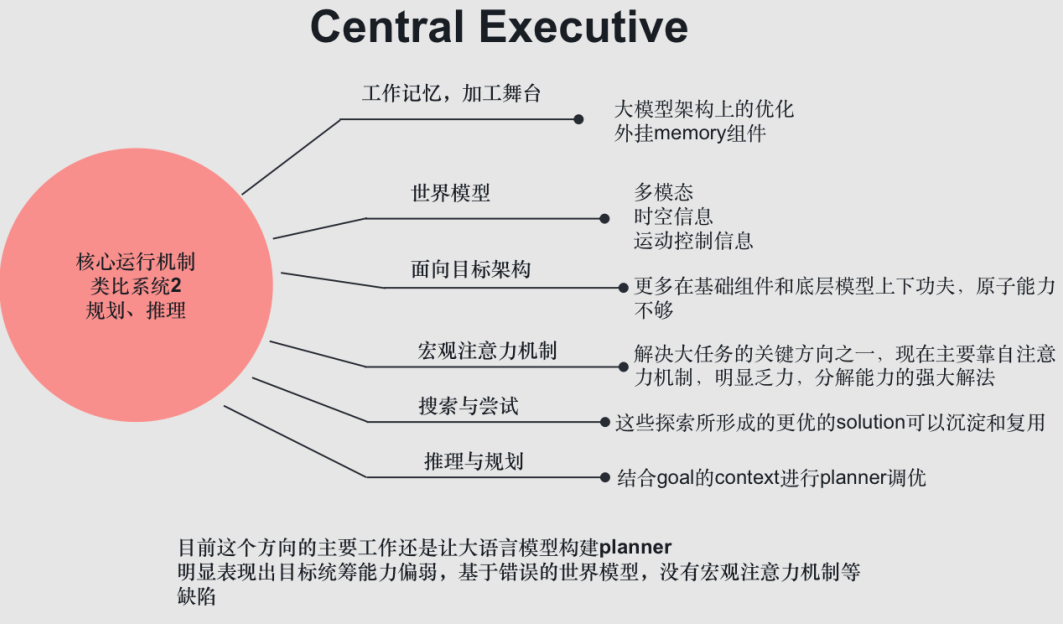 Central Executive
工作记忆，加工舞台
大模型架构上的优化
外挂memory组件
世界模型
多模态
时空信息
运动控制信息
核心运行机制
类比系统2
规划、推理
面向目标架构
更多在基础组件和底层模型上下功夫，原子能力
不够
宏观注意力机制
解决大任务的关键方向之一，现在主要靠自注意
力机制，明显乏力，分解能力的强大解法
搜索与尝试
这些探索所形成的更优的solution可以沉淀和复用
推理与规划
结合goal的context进行planner调优
目前这个方向的主要工作还是让大语言模型构建planner
明显表现出目标统筹能力偏弱，基于错误的世界模型，没有宏观注意力机制等
缺陷